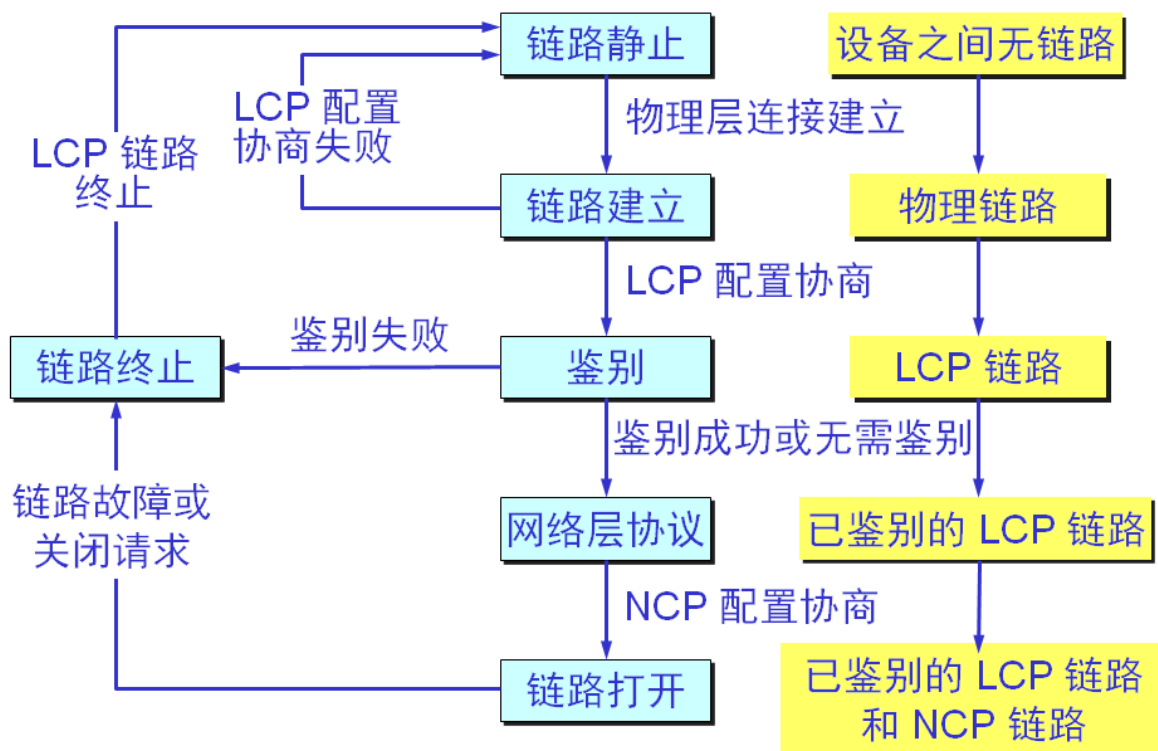 链路静止
设备之间无链路
LCP 配置
协商失败
物理层连接建立
LCP 链路
终止
链路建立
物理链路
LCP 配置协商
鉴别失败
链路终止
鉴别
LCP 链路
鉴别成功或无需鉴别
链路故障或
关闭请求
网络层协议
已鉴别的 LCP 链路
NCP 配置协商
链路打开
已鉴别的 LCP 链路
和 NCP 链路